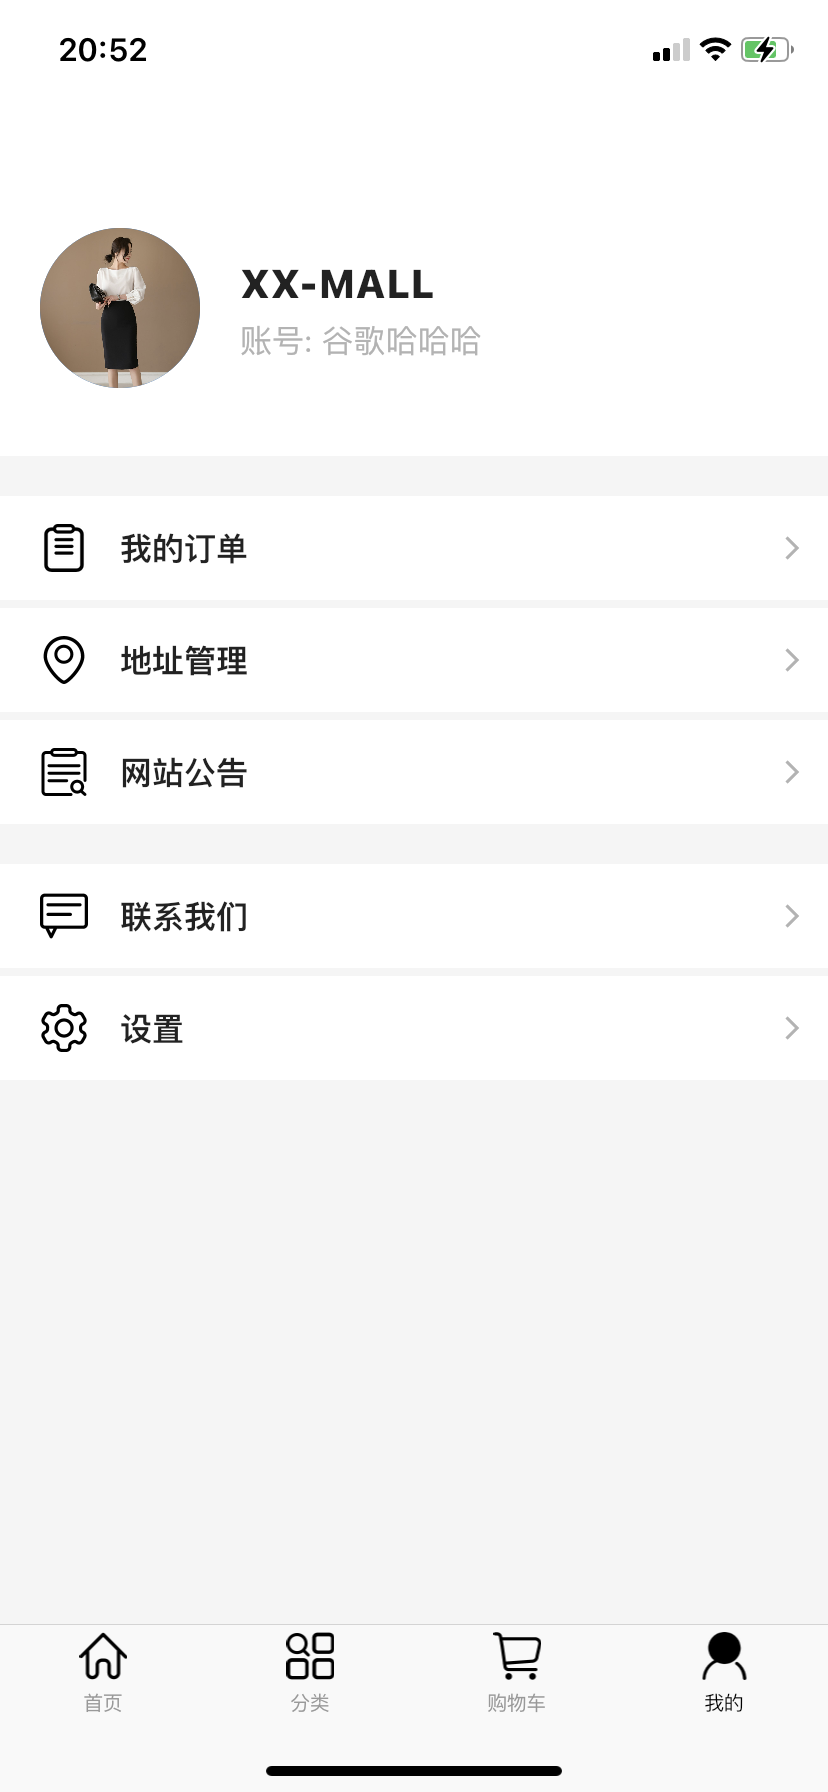 20:52
XX-MALL
账号: 谷歌哈哈哈
我的订单
地址管理
网站公告
联系我们
设置
首页
分类
购物车
我的